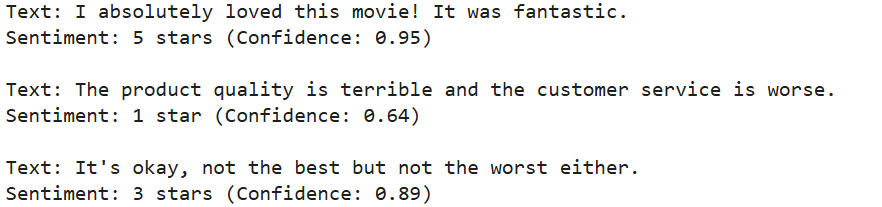 Text: I absolutely loved this movie! It was fantastic.
Sentiment: 5 stars (Confidence: 0.95)
Text: The product quality is terrible and the customer service is worse.
Sentiment: 1 star (Confidence: 0.64)
Text: It's okay, not the best but not the worst either.
Sentiment: 3 stars (Confidence: 0.89)